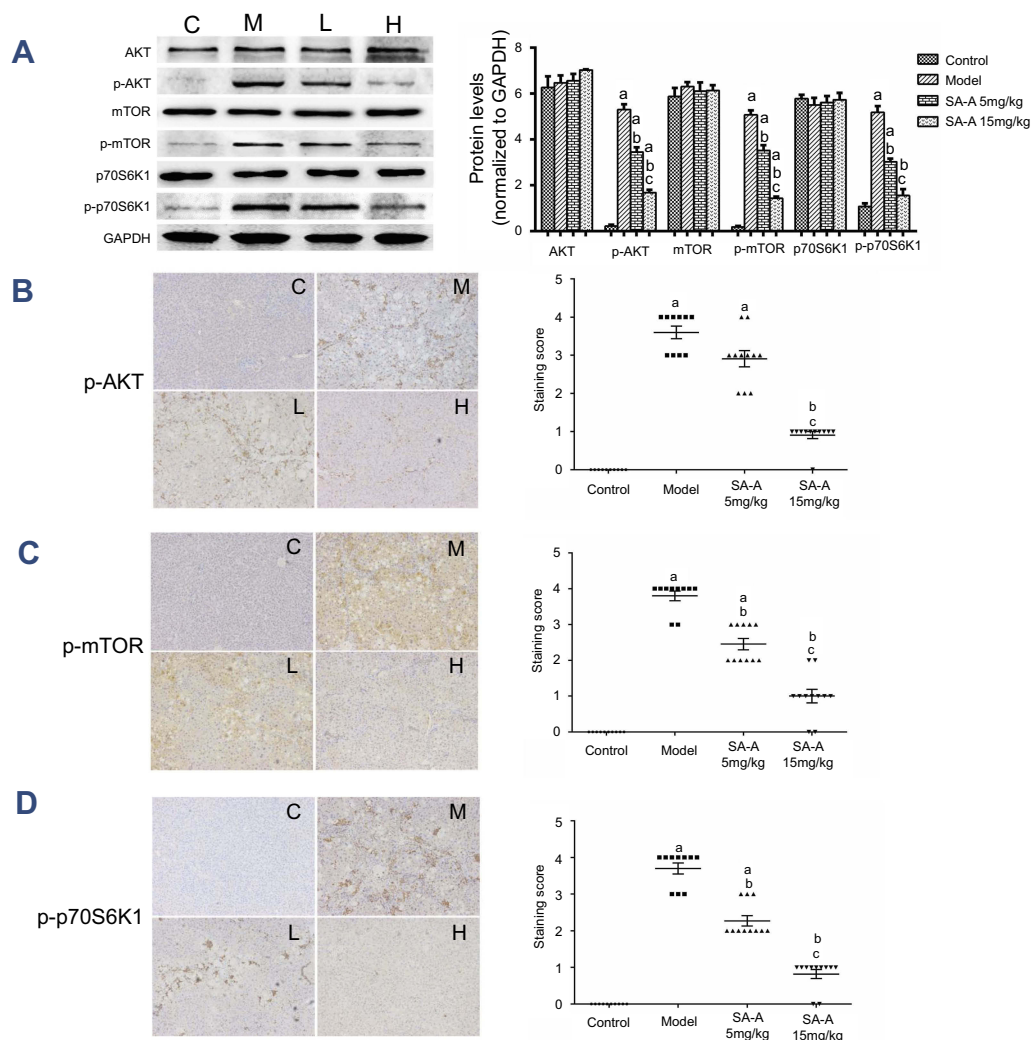 A
C M L H
AKT
p-AKT
mTOR
p-mTOR
p70S6K1
p-p70S6K1
GAPDH
Protein levels
(normalized to GAPDH)
8
6
4
2
0
a
a
b
a
b
c
a
a
b
a
b
c
a
a
b
b
c
AKT p-AKT mTOR p-mTOR p70S6K1 p-p70S6K1
Control
Model
SA-A 5mg/kg
SA-A 15mg/kg
B
p-AKT
C M
L H
Staining score
5
4
3
2
1
0
a a
b
c
Control Model SA-A SA-A
5mg/kg 15mg/kg
C
p-mTOR
C M
L H
Staining score
5
4
3
2
1
0
a
a
b
b
c
Control Model SA-A SA-A
5mg/kg 15mg/kg
D
p-p70S6K1
C M
L H
Staining score
5
4
3
2
1
0
a
a
b
b
c
Control Model SA-A SA-A
5mg/kg 15mg/kg